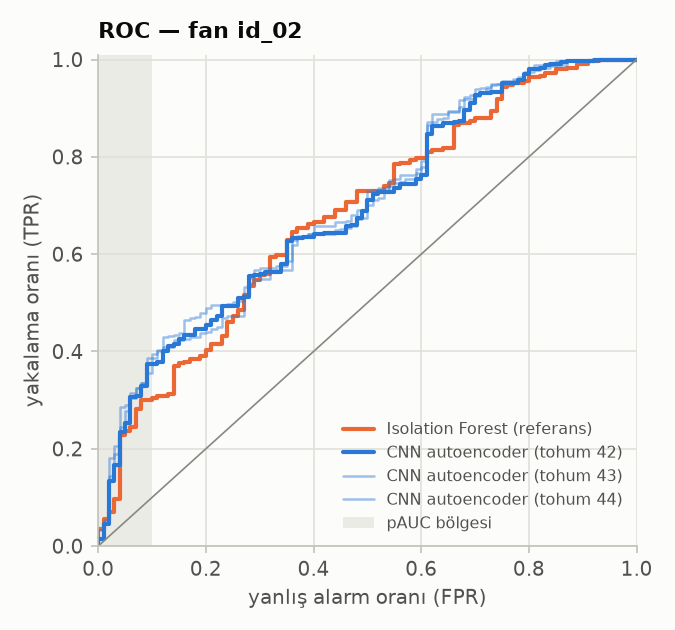 ROC — fan id_02
1.0
0.8
0.6
0.4
0.2
0.0
yakalama oranı (TPR)
Isolation Forest (referans)
CNN autoencoder (tohum 42)
CNN autoencoder (tohum 43)
CNN autoencoder (tohum 44)
pAUC bölgesi
0.0 0.2 0.4 0.6 0.8 1.0
yanlış alarm oranı (FPR)